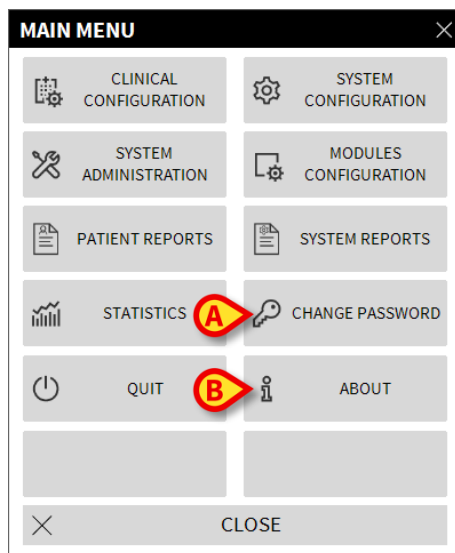 MAIN MENU
CLINICAL
CONFIGURATION
SYSTEM
CONFIGURATION
SYSTEM
ADMINISTRATION
MODULES
CONFIGURATION
PATIENT REPORTS
SYSTEM REPORTS
STATISTICS
A
CHANGE PASSWORD
QUIT
B
ABOUT
CLOSE